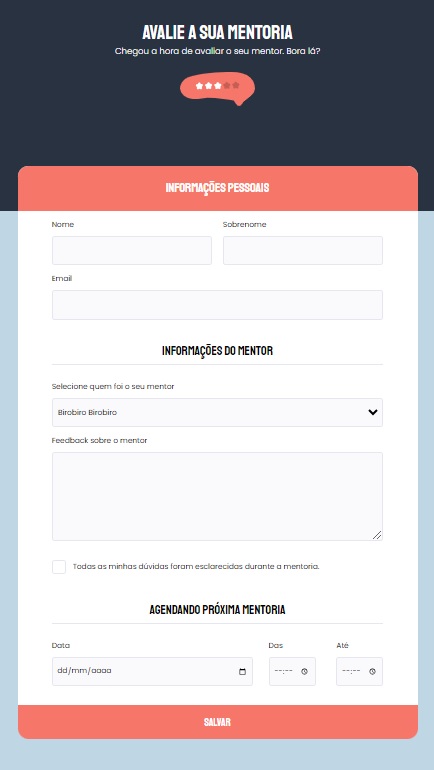 AVALIE A SUA MENTORIA
Chegou a hora de avaliar o seu mentor. Bora lá?
INFORMAÇÕES PESSOAIS
Nome
Sobrenome
Email
INFORMAÇÕES DO MENTOR
Selecione quem foi o seu mentor
Birobiro Birobiro
Feedback sobre o mentor
Todas as minhas dúvidas foram esclarecidas durante a mentoria.
AGENDANDO PRÓXIMA MENTORIA
Data
Das
Até
dd/mm/aaaa
--:--
--:--
SALVAR